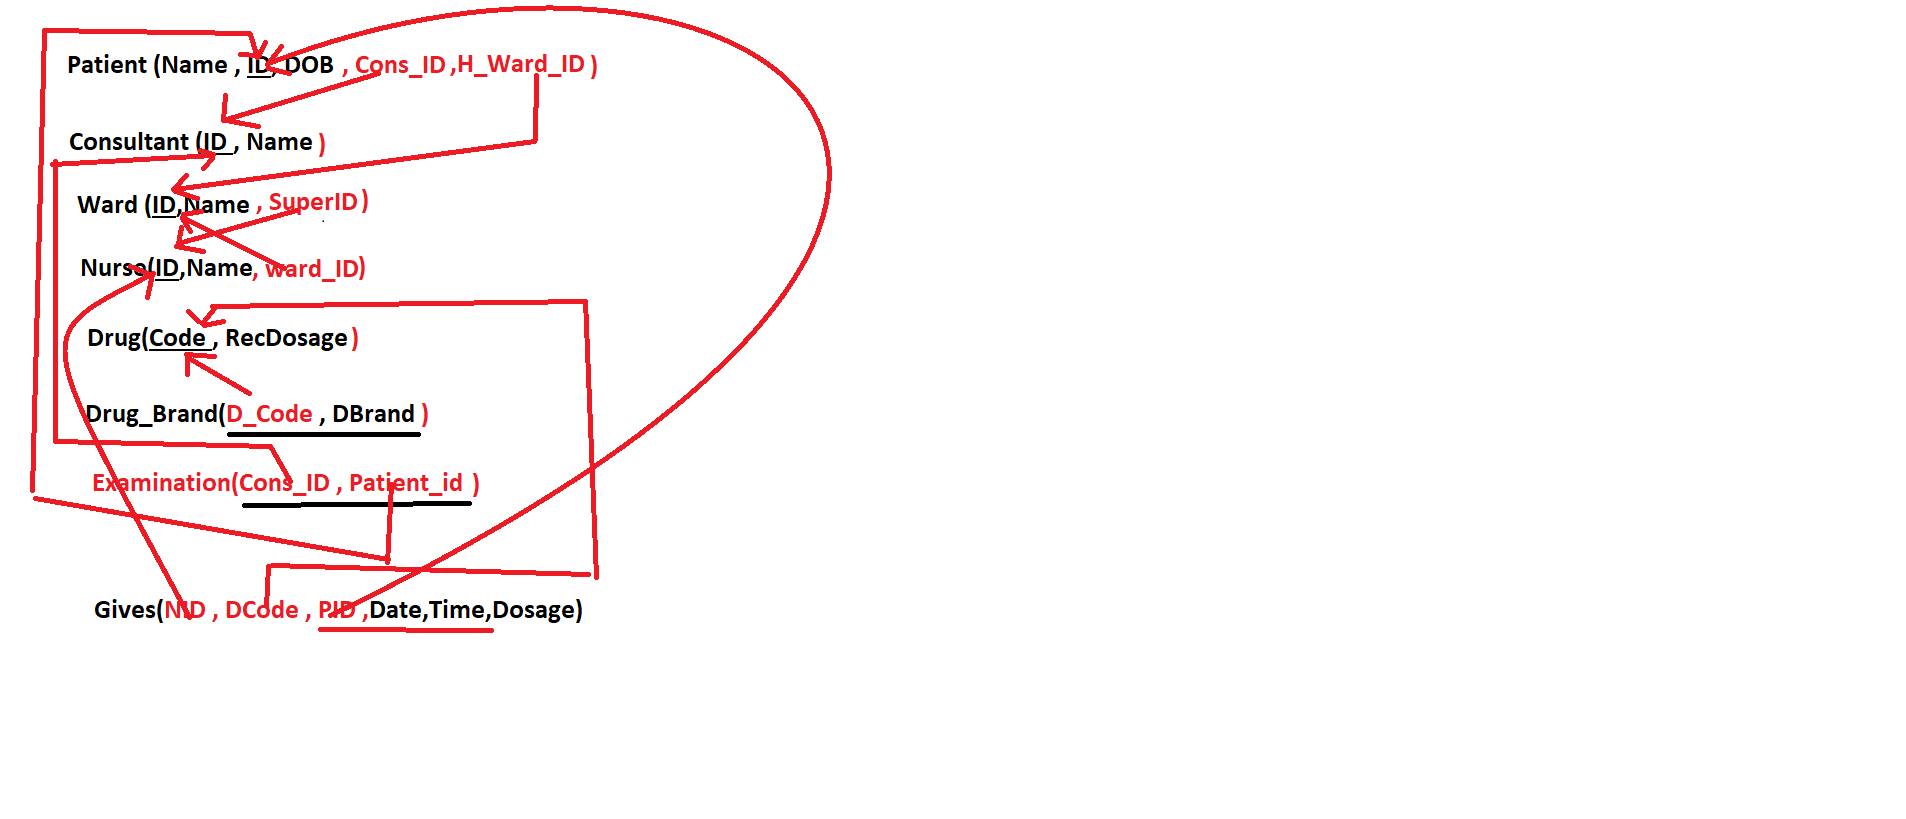 Patient (Name , ID, DOB , Cons_ID ,H_Ward_ID )
Consultant (ID , Name )
Ward (ID,Name , SuperID )
Nurse(ID,Name, ward_ID)
Drug(Code , RecDosage )
Drug_Brand(D_Code , DBrand )
Examination(Cons_ID , Patient_id )
Gives(NID , DCode , PID ,Date,Time,Dosage)